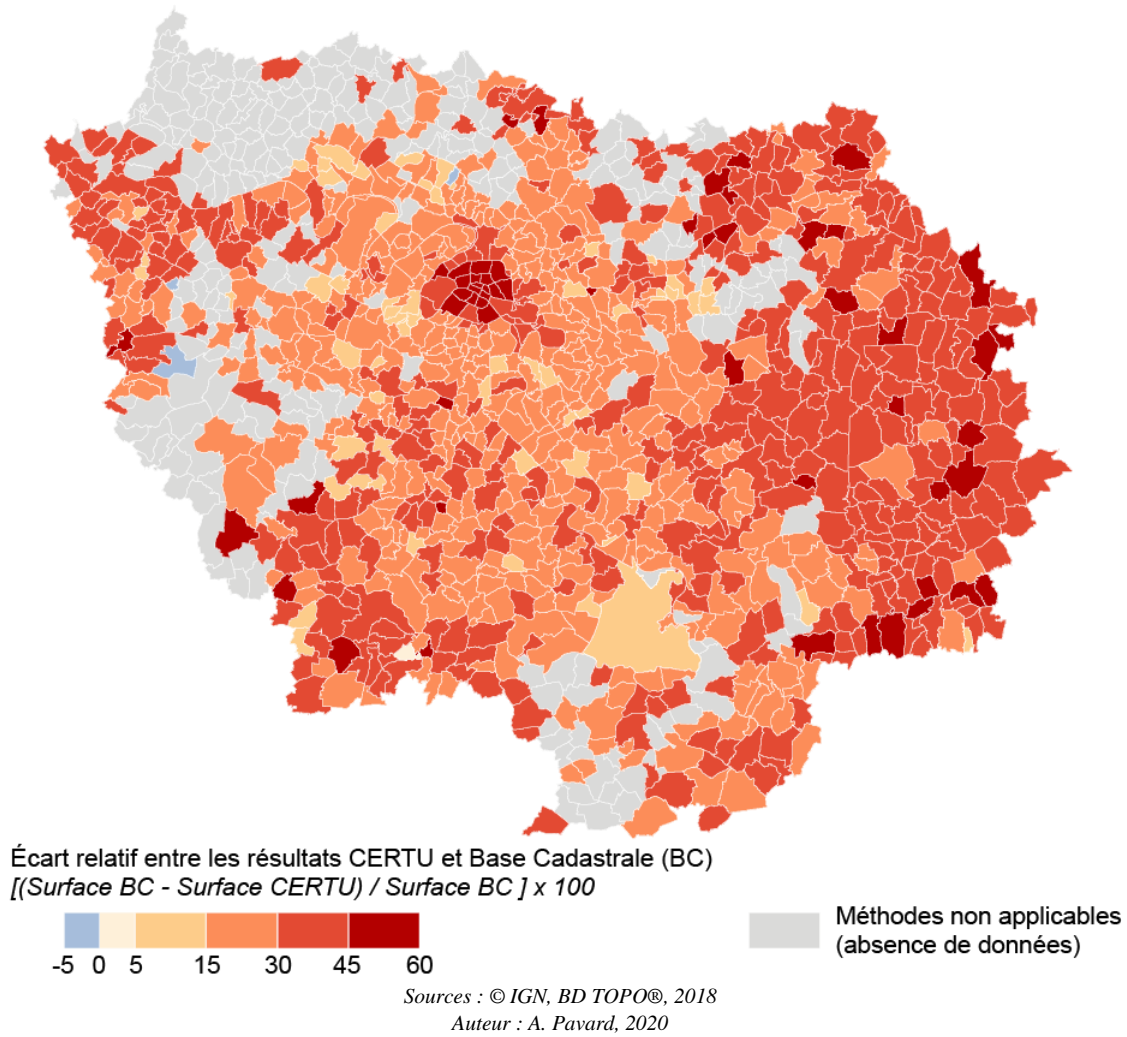 Écart relatif entre les résultats CERTU et Base Cadastrale (BC)
[(Surface BC - Surface CERTU) / Surface BC ] x 100
-5 0 5 15 30 45 60
Méthodes non applicables
(absence de données)
Sources : © IGN, BD TOPO®, 2018
Auteur : A. Pavard, 2020